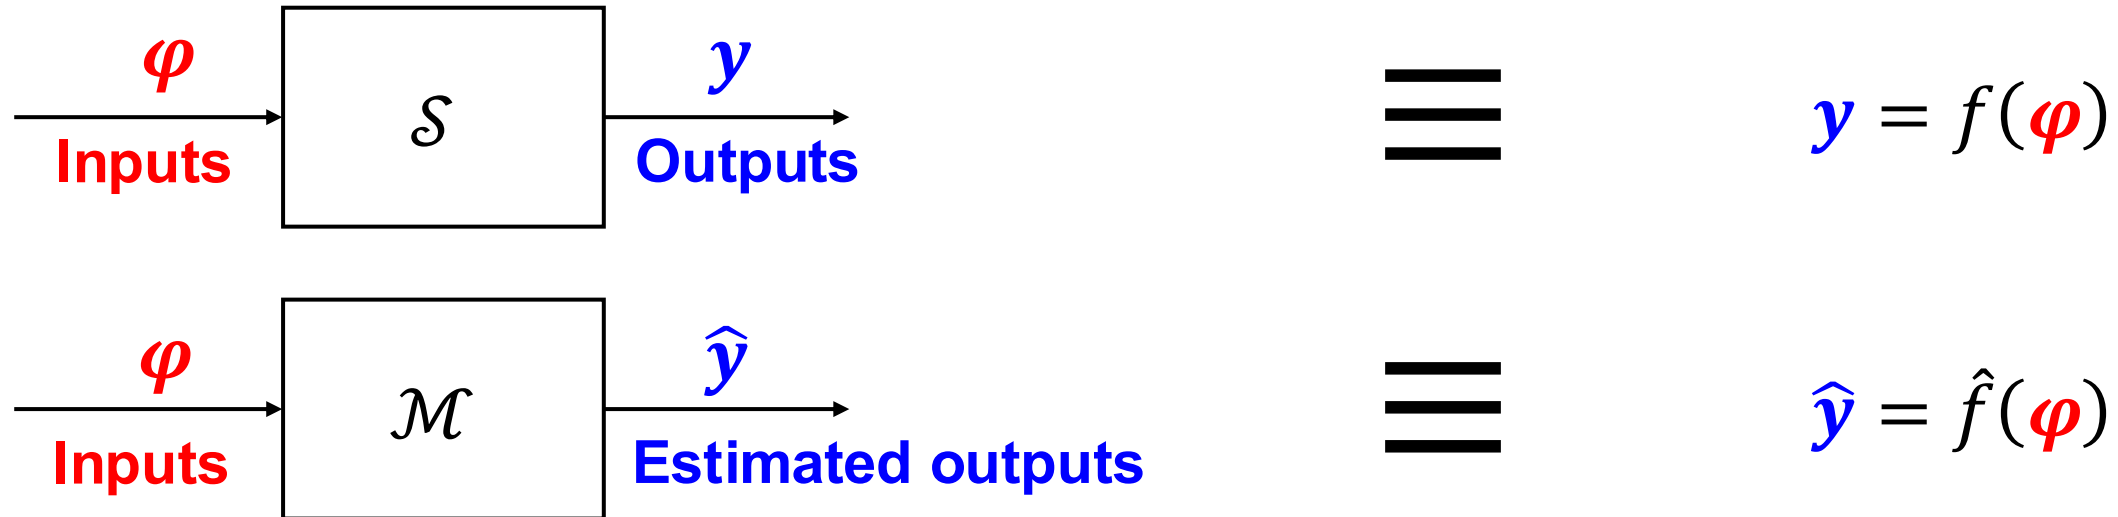 φ
Inputs
𝒮
y
Outputs
≡
y = f(φ)
φ
Inputs
ℳ
ŷ
Estimated outputs
≡
ŷ = f̂(φ)